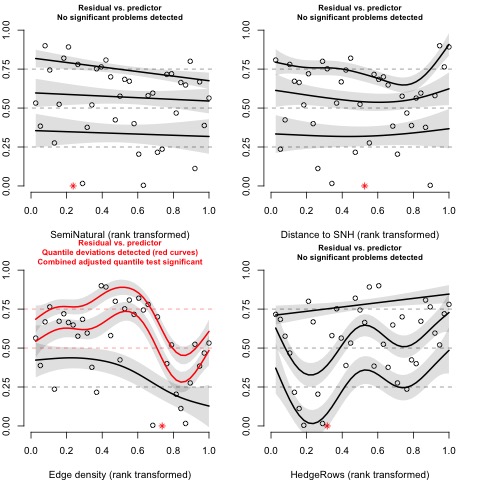 Residual vs. predictor
No significant problems detected
0.00 0.25 0.50 0.75 1.00
0.0 0.2 0.4 0.6 0.8 1.0
SemiNatural (rank transformed)
Residual vs. predictor
No significant problems detected
0.00 0.25 0.50 0.75 1.00
0.0 0.2 0.4 0.6 0.8 1.0
Distance to SNH (rank transformed)
Residual vs. predictor
Quantile deviations detected (red curves)
Combined adjusted quantile test significant
0.00 0.25 0.50 0.75 1.00
0.0 0.2 0.4 0.6 0.8 1.0
Edge density (rank transformed)
Residual vs. predictor
No significant problems detected
0.00 0.25 0.50 0.75 1.00
0.0 0.2 0.4 0.6 0.8 1.0
HedgeRows (rank transformed)